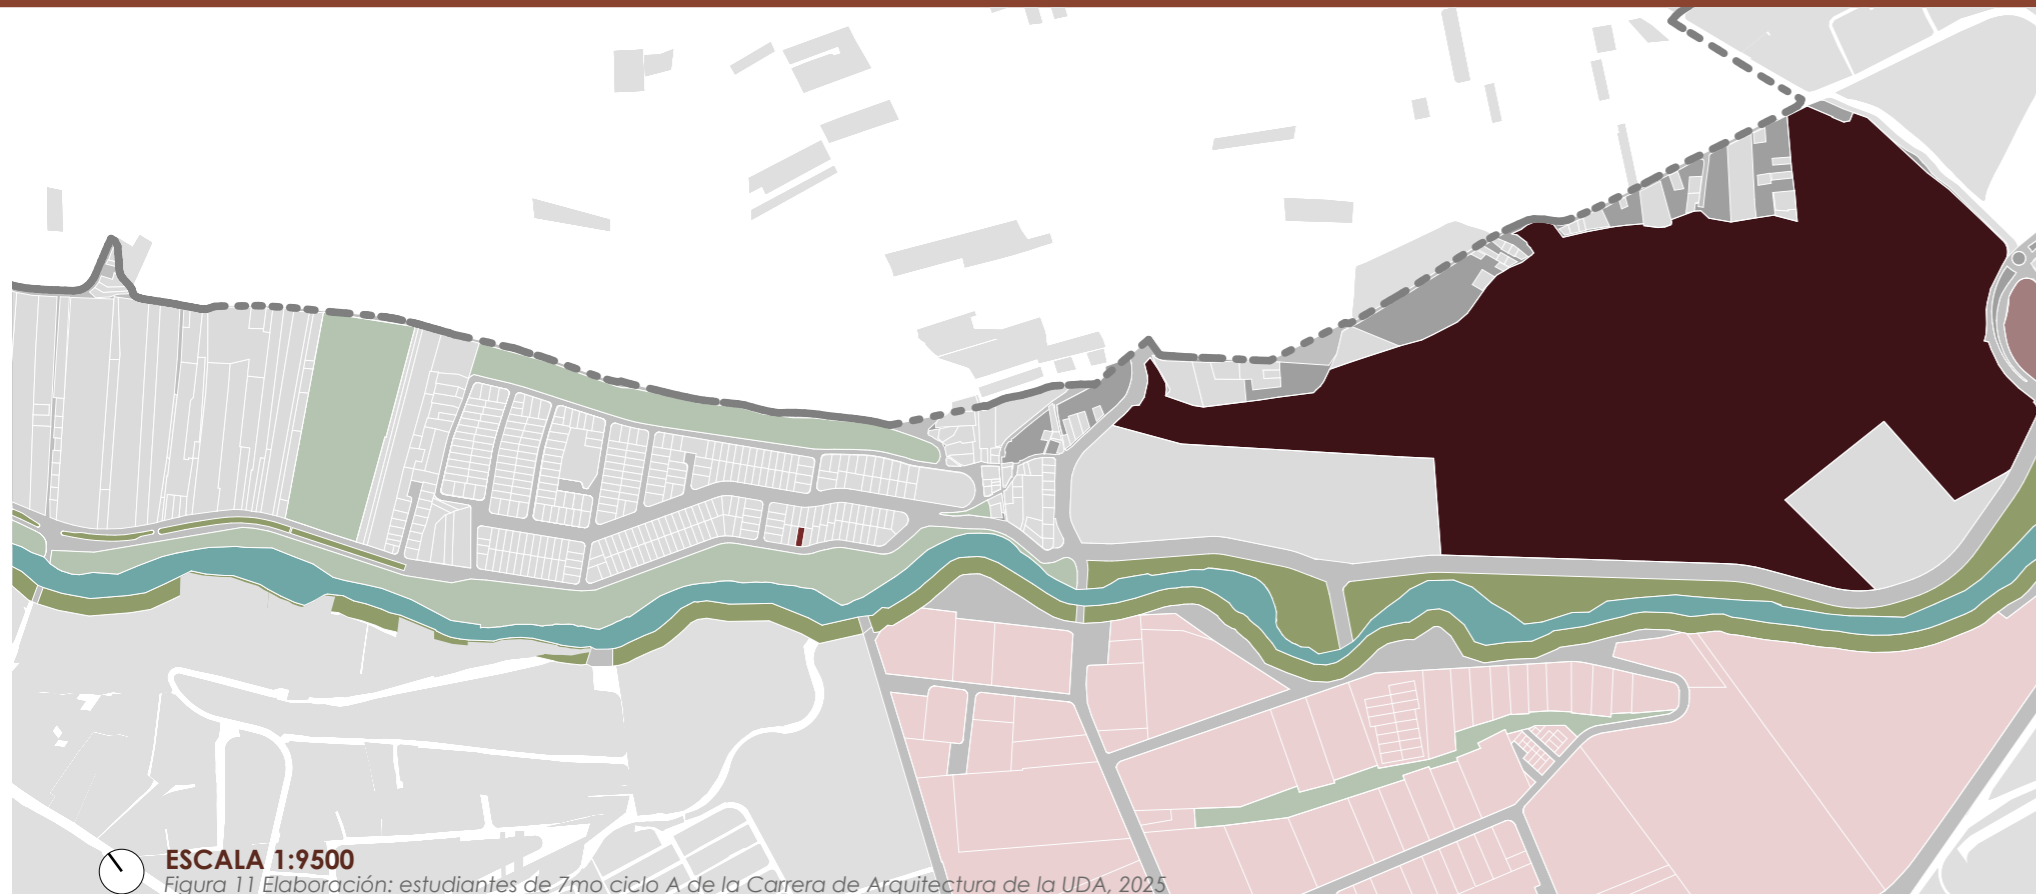 ESCALA 1:9500
Figura 11 Elaboración: estudiantes de 7mo ciclo A de la Carrera de Arquitectura de la UDA, 2025